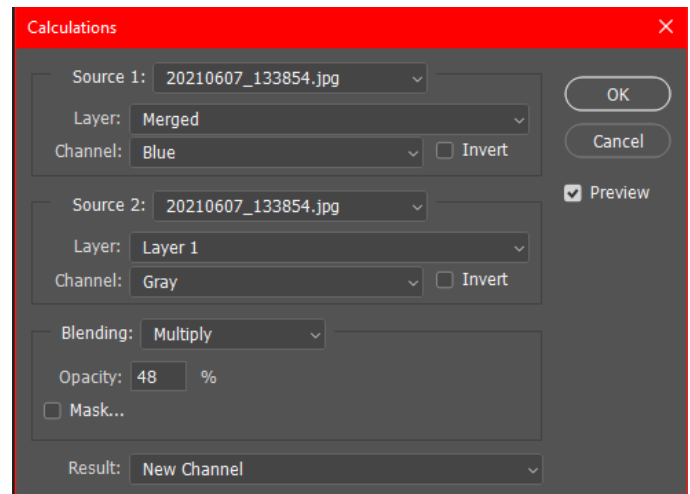 Calculations
Source 1: 20210607_133854.jpg
OK
Layer: Merged
Channel: Blue Invert
Cancel
Source 2: 20210607_133854.jpg
Preview
Layer: Layer 1
Channel: Gray Invert
Blending: Multiply
Opacity: 48 %
Mask...
Result: New Channel